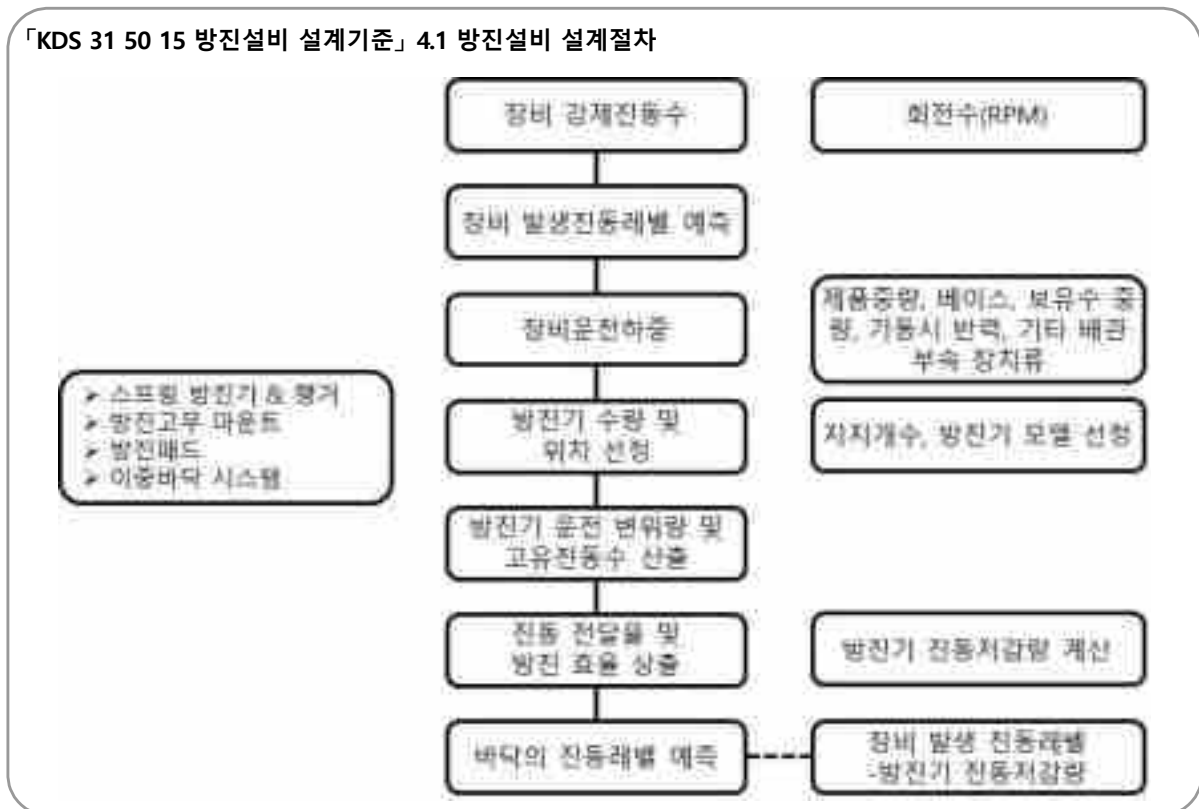 「KDS 31 50 15 방진설비 설계기준」 4.1 방진설비 설계절차
장비 강제진동수
회전수(RPM)
장비 발생진동레벨 예측
장비운전하중
제품중량, 베이스, 보유수 중
량, 가동시 반력, 기타 배관
부속 장치류
➢ 스프링 방진기 & 행거
➢ 방진고무 마운트
➢ 방진패드
➢ 이중바닥 시스템
방진기 수량 및
위차 선정
지지개수, 방진기 모델 선정
방진기 운전 변위량 및
고유진동수 산출
진동 전달율 및
방진 효율 상출
방진기 진동저감량 계산
바닥의 진동레벨 예측
장비 발생 진동레벨
-방진기 진동저감량